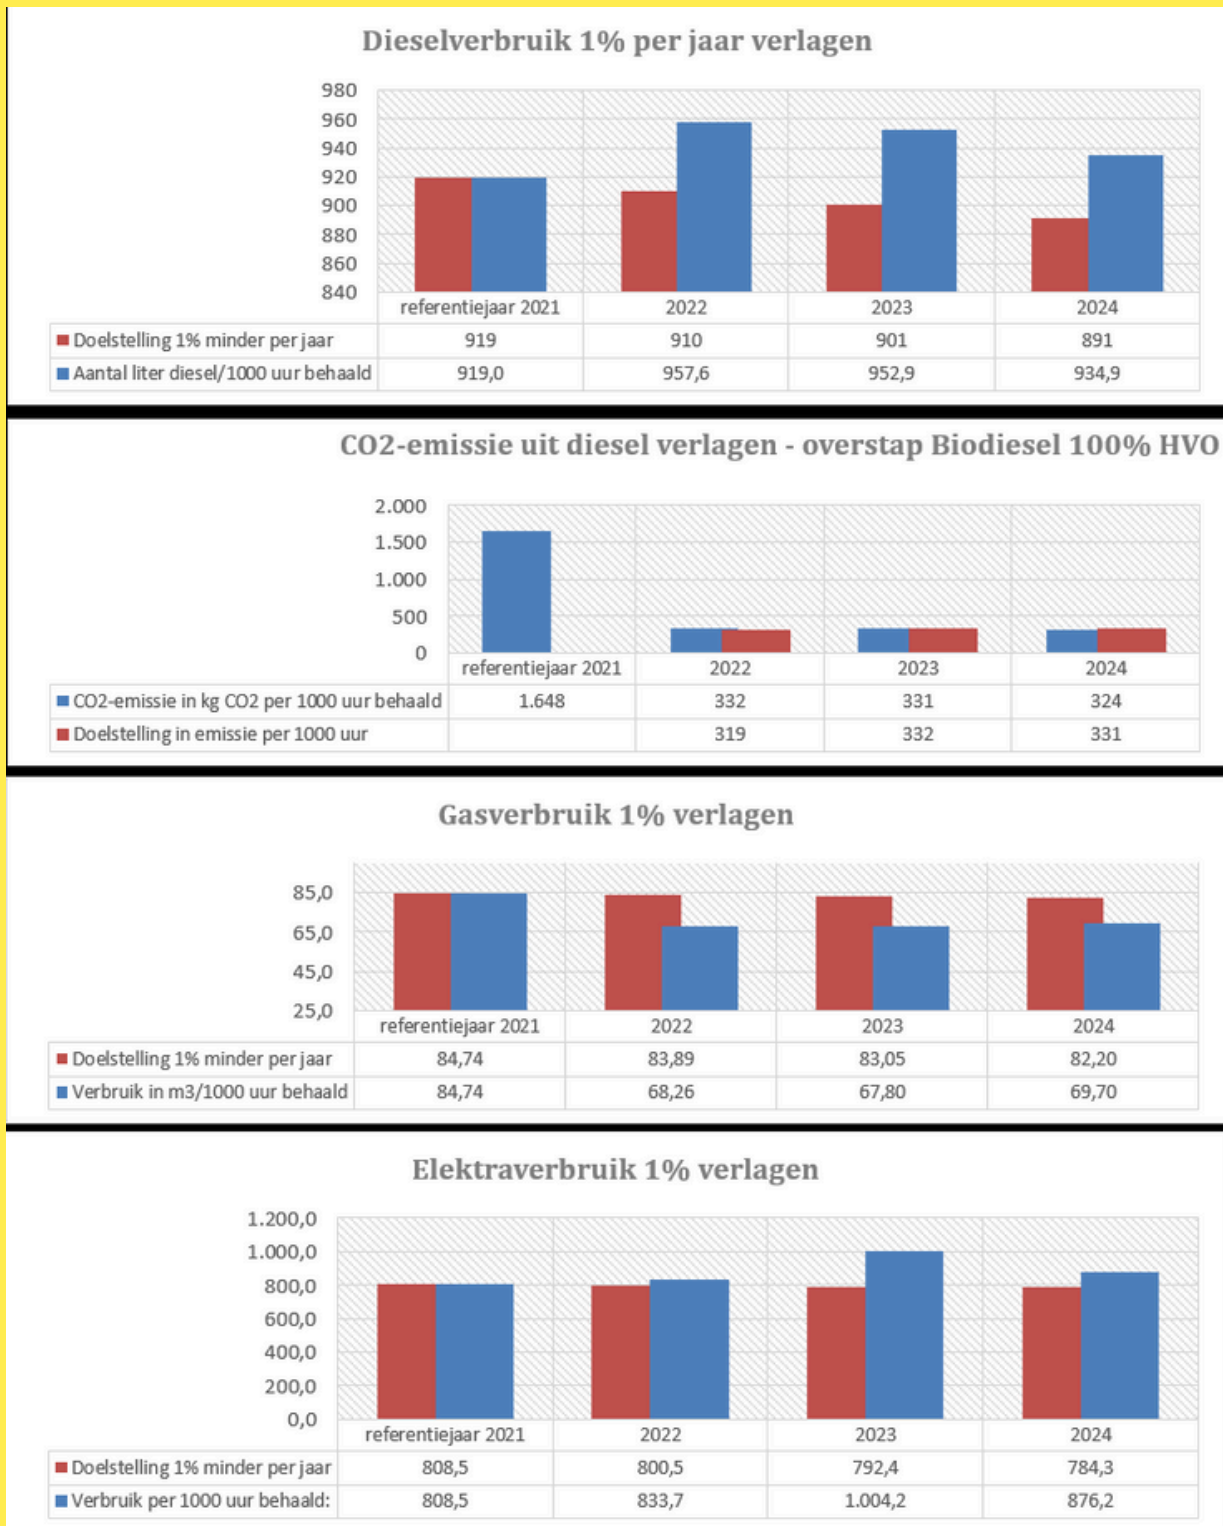 Dieselverbruik 1% per jaar verlagen
980
960
940
920
900
880
860
840
referentiejaar 2021 2022 2023 2024
Doelstelling 1% minder per jaar 919 910 901 891
Aantal liter diesel/1000 uur behaald 919,0 957,6 952,9 934,9
CO2-emissie uit diesel verlagen - overstap Biodiesel 100% HVO
2.000
1.500
1.000
500
0
referentiejaar 2021 2022 2023 2024
CO2-emissie in kg CO2 per 1000 uur behaald 1.648 332 331 324
Doelstelling in emissie per 1000 uur 319 332 331
Gasverbruik 1% verlagen
85,0
65,0
45,0
25,0
referentiejaar 2021 2022 2023 2024
Doelstelling 1% minder per jaar 84,74 83,89 83,05 82,20
Verbruik in m3/1000 uur behaald 84,74 68,26 67,80 69,70
Elektraverbruik 1% verlagen
1.200,0
1.000,0
800,0
600,0
400,0
200,0
0,0
referentiejaar 2021 2022 2023 2024
Doelstelling 1% minder per jaar 808,5 800,5 792,4 784,3
Verbruik per 1000 uur behaald: 808,5 833,7 1.004,2 876,2